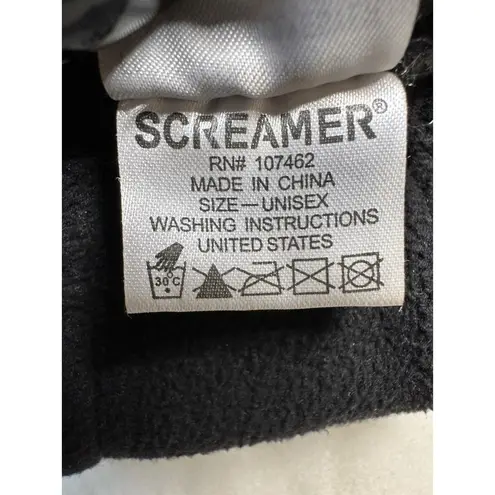 SCREAMER®
RN# 107462
MADE IN CHINA
SIZE—UNISEX
WASHING INSTRUCTIONS
UNITED STATES
30°C